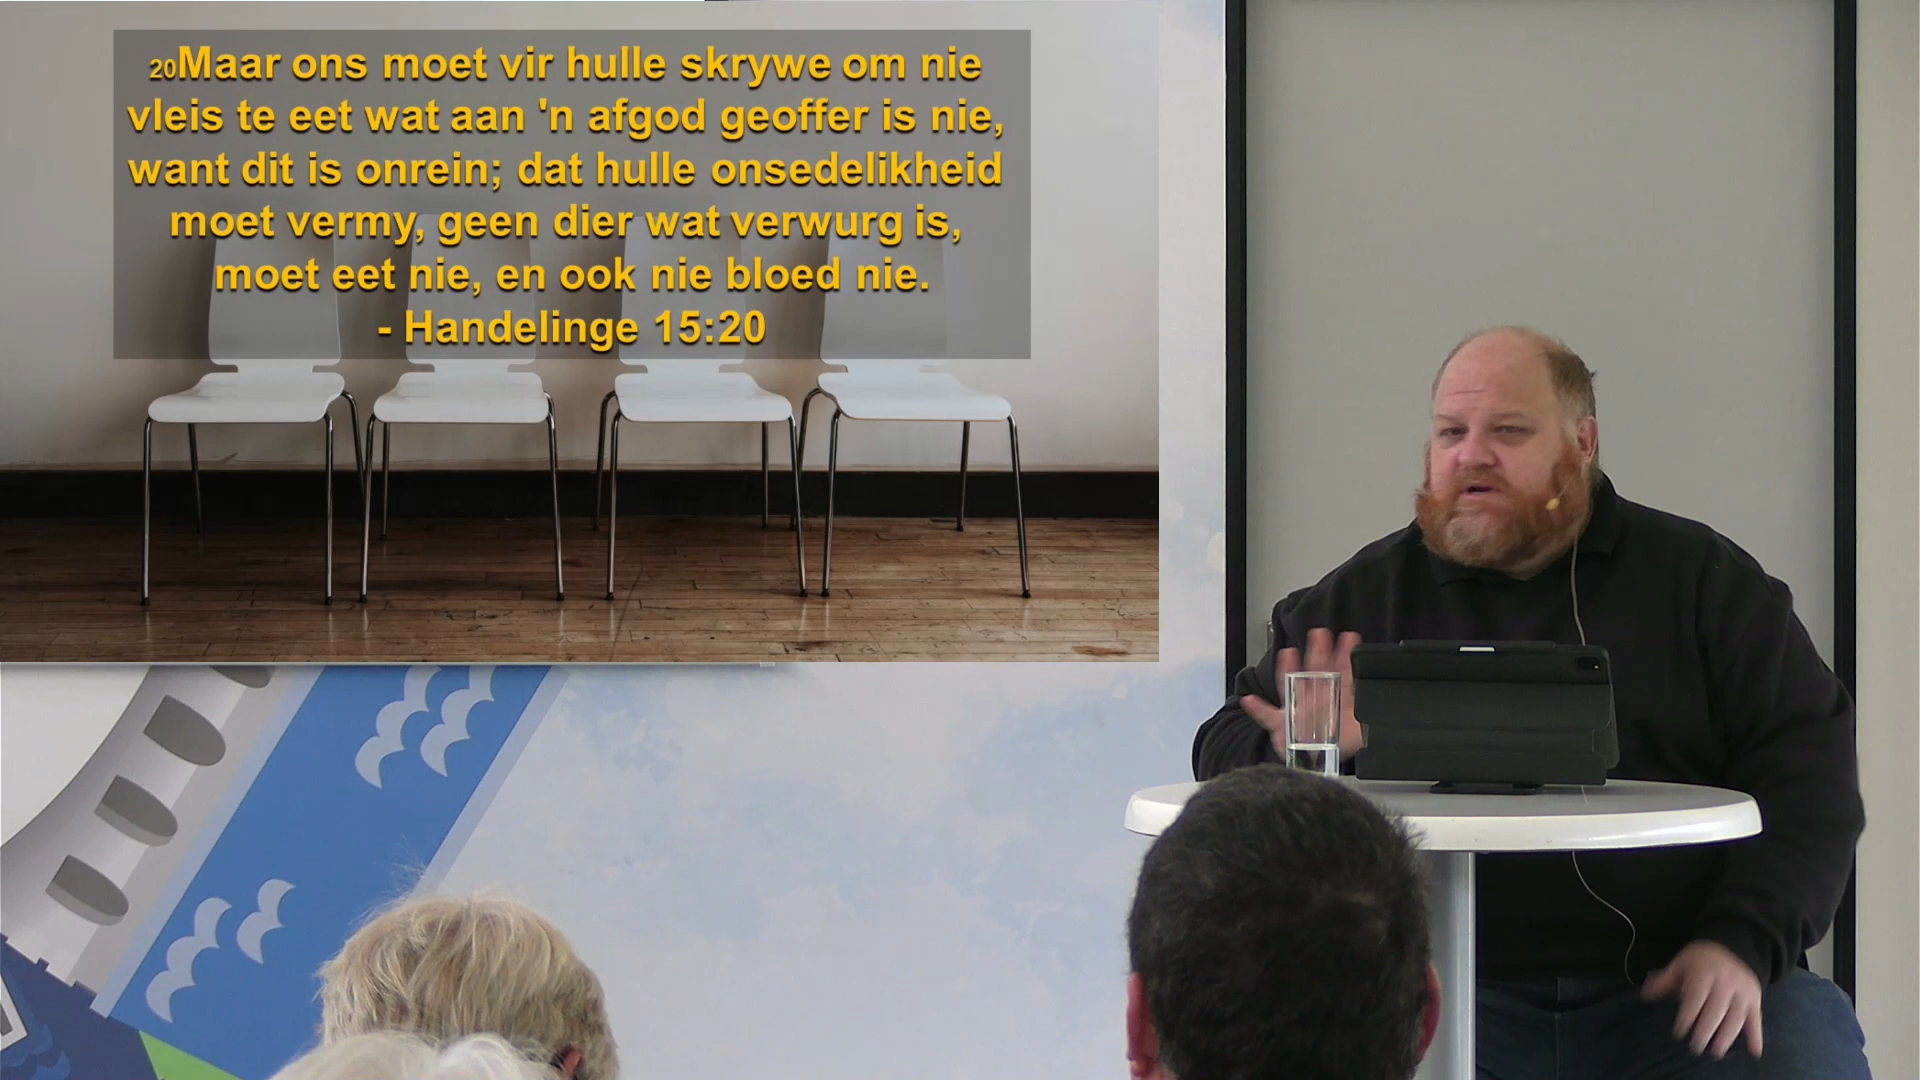 20Maar ons moet vir hulle skrywe om nie
vleis te eet wat aan 'n afgod geoffer is nie,
want dit is onrein; dat hulle onsedelikheid
moet vermy, geen dier wat verwurg is,
moet eet nie, en ook nie bloed nie.
- Handelinge 15:20